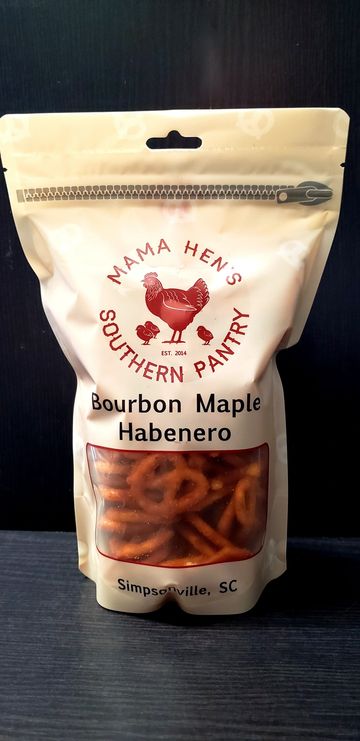 MAMA HEN'S
EST. 2014
SOUTHERN PANTRY
Bourbon Maple
Habenero
Simpsonville, SC